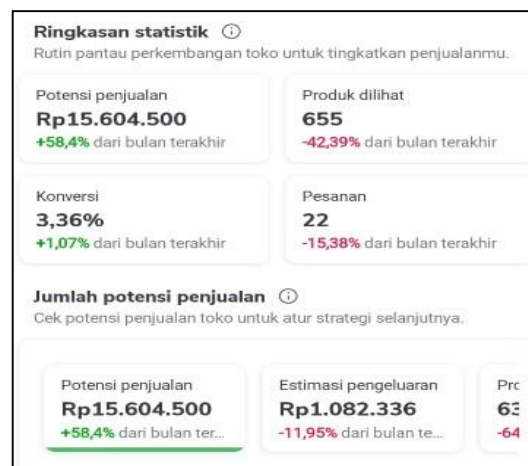 Ringkasan statistik
Rutin pantau perkembangan toko untuk tingkatkan penjualanmu.
Potensi penjualan
Rp15.604.500
+58,4% dari bulan terakhir
Produk dilihat
655
-42,39% dari bulan terakhir
Konversi
3,36%
+1,07% dari bulan terakhir
Pesanan
22
-15,38% dari bulan terakhir
Jumlah potensi penjualan
Cek potensi penjualan toko untuk atur strategi selanjutnya.
Potensi penjualan
Rp15.604.500
+58,4% dari bulan ter...
Estimasi pengeluaran
Rp1.082.336
-11,95% dari bulan te...